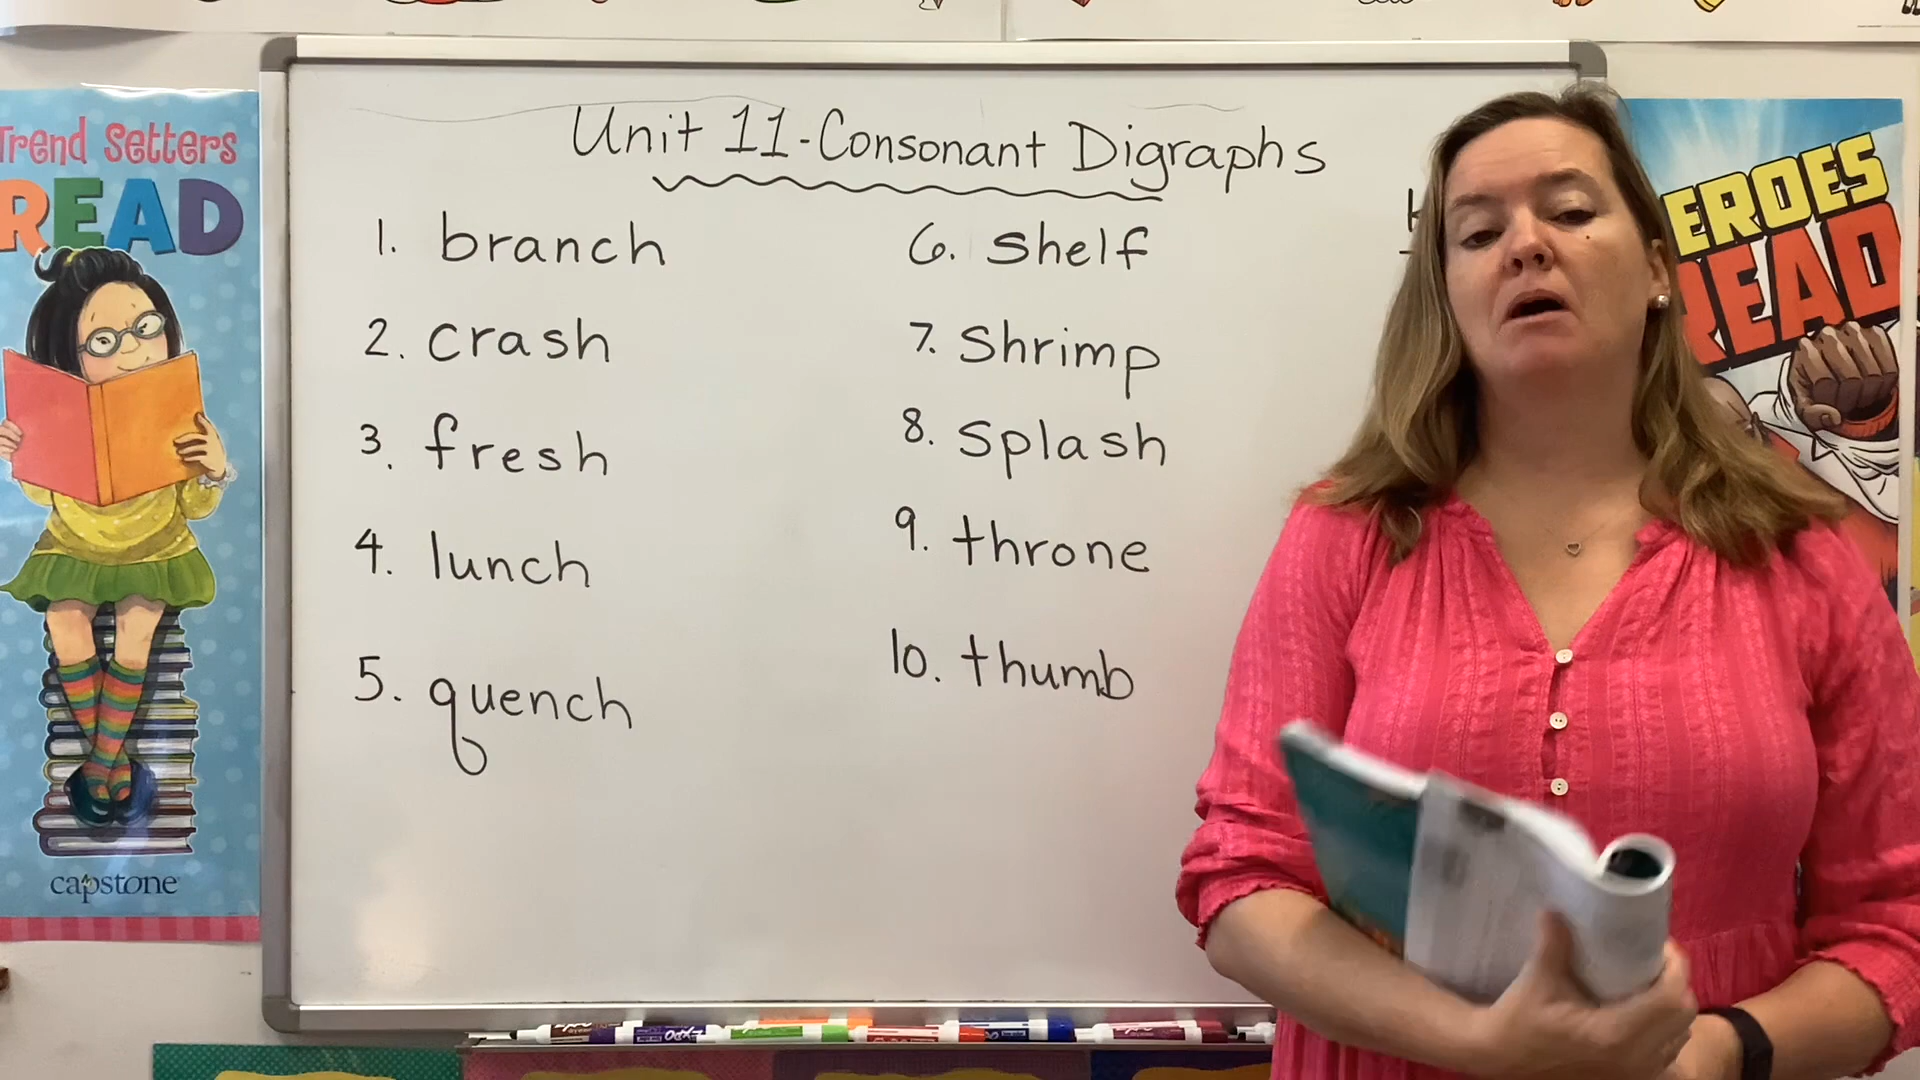 Trend Setters
READ
capstone
Unit 11-Consonant Digraphs
1. branch
2. crash
3. fresh
4. lunch
5. quench
6. shelf
7. shrimp
8. splash
9. throne
10. thumb
EROES
READ
expo